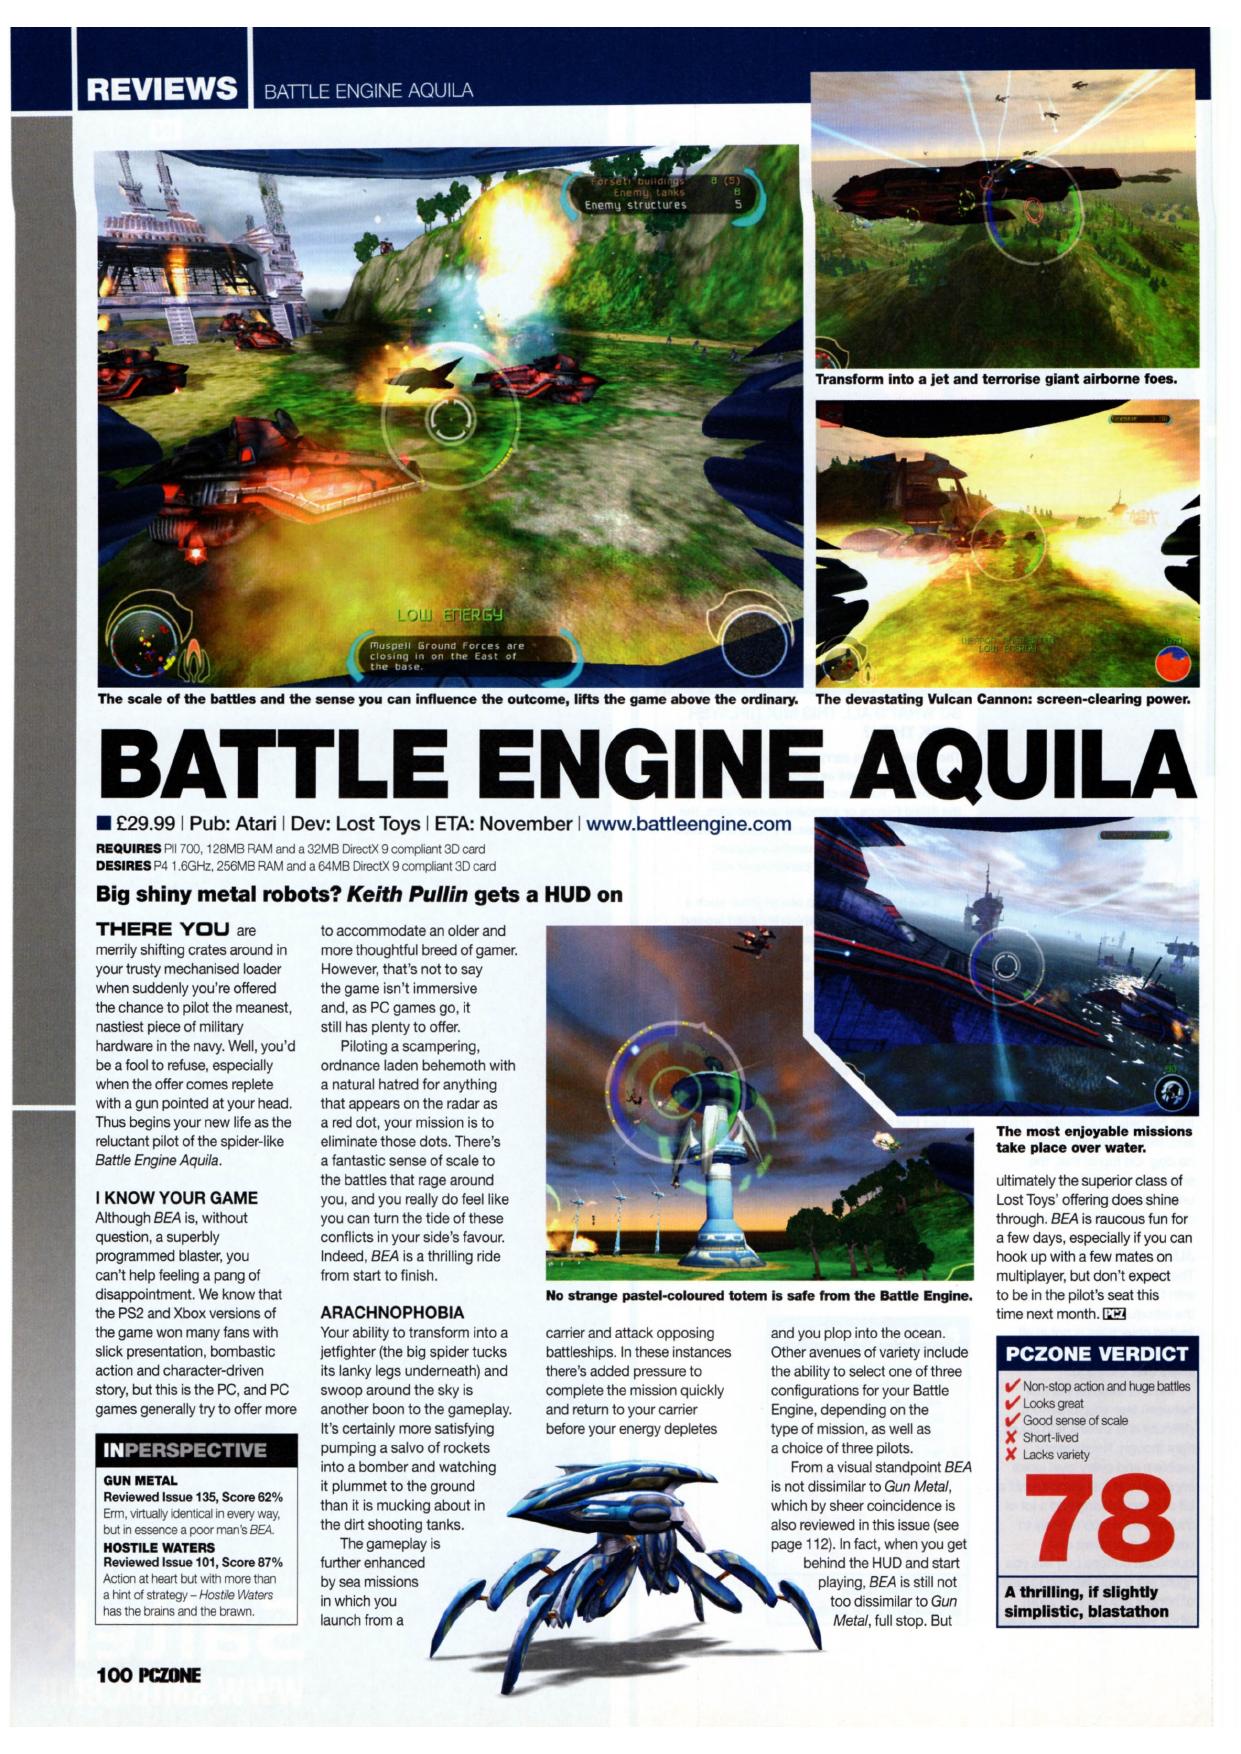 REVIEWS
BATTLE ENGINE AQUILA
Forseti buildings 8 (5)
Enemy tanks 8
Enemy structures 5
LOW ENERGY
Muspell Ground Forces are
closing in on the East of
the base.
Transform into a jet and terrorise giant airborne foes.
LOW ENERGY
The scale of the battles and the sense you can influence the outcome, lifts the game above the ordinary.
The devastating Vulcan Cannon: screen-clearing power.
BATTLE ENGINE AQUILA
£29.99 | Pub: Atari | Dev: Lost Toys | ETA: November | www.battleengine.com
REQUIRES PII 700, 128MB RAM and a 32MB DirectX 9 compliant 3D card
DESIRES P4 1.6GHz, 256MB RAM and a 64MB DirectX 9 compliant 3D card
Big shiny metal robots? Keith Pullin gets a HUD on
THERE YOU are
merrily shifting crates around in
your trusty mechanised loader
when suddenly you're offered
the chance to pilot the meanest,
nastiest piece of military
hardware in the navy. Well, you'd
be a fool to refuse, especially
when the offer comes replete
with a gun pointed at your head.
Thus begins your new life as the
reluctant pilot of the spider-like
Battle Engine Aquila.
I KNOW YOUR GAME
Although BEA is, without
question, a superbly
programmed blaster, you
can't help feeling a pang of
disappointment. We know that
the PS2 and Xbox versions of
the game won many fans with
slick presentation, bombastic
action and character-driven
story, but this is the PC, and PC
games generally try to offer more
to accommodate an older and
more thoughtful breed of gamer.
However, that's not to say
the game isn't immersive
and, as PC games go, it
still has plenty to offer.
Piloting a scampering,
ordnance laden behemoth with
a natural hatred for anything
that appears on the radar as
a red dot, your mission is to
eliminate those dots. There's
a fantastic sense of scale to
the battles that rage around
you, and you really do feel like
you can turn the tide of these
conflicts in your side's favour.
Indeed, BEA is a thrilling ride
from start to finish.
ARACHNOPHOBIA
Your ability to transform into a
jetfighter (the big spider tucks
its lanky legs underneath) and
swoop around the sky is
another boon to the gameplay.
It's certainly more satisfying
pumping a salvo of rockets
into a bomber and watching
it plummet to the ground
than it is mucking about in
the dirt shooting tanks.
The gameplay is
further enhanced
by sea missions
in which you
launch from a
No strange pastel-coloured totem is safe from the Battle Engine.
carrier and attack opposing
battleships. In these instances
there's added pressure to
complete the mission quickly
and return to your carrier
before your energy depletes
and you plop into the ocean.
Other avenues of variety include
the ability to select one of three
configurations for your Battle
Engine, depending on the
type of mission, as well as
a choice of three pilots.
From a visual standpoint BEA
is not dissimilar to Gun Metal,
which by sheer coincidence is
also reviewed in this issue (see
page 112). In fact, when you get
behind the HUD and start
playing, BEA is still not
too dissimilar to Gun
Metal, full stop. But
The most enjoyable missions
take place over water.
ultimately the superior class of
Lost Toys' offering does shine
through. BEA is raucous fun for
a few days, especially if you can
hook up with a few mates on
multiplayer, but don't expect
to be in the pilot's seat this
time next month. PCZ
INPERSPECTIVE
GUN METAL
Reviewed Issue 135, Score 62%
Erm, virtually identical in every way,
but in essence a poor man's BEA.
HOSTILE WATERS
Reviewed Issue 101, Score 87%
Action at heart but with more than
a hint of strategy – Hostile Waters
has the brains and the brawn.
PCZONE VERDICT
✓ Non-stop action and huge battles
✓ Looks great
✓ Good sense of scale
✗ Short-lived
✗ Lacks variety
78
A thrilling, if slightly
simplistic, blastathon
100 PCZONE